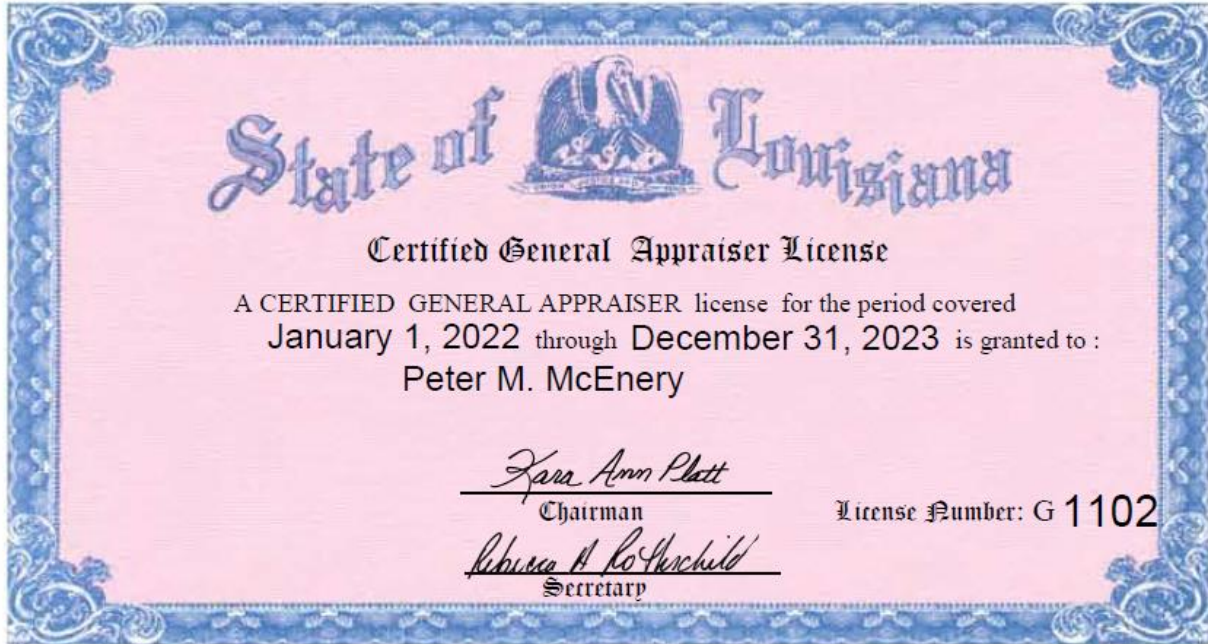 State of Louisiana
Certified General Appraiser License
A CERTIFIED GENERAL APPRAISER license for the period covered
January 1, 2022 through December 31, 2023 is granted to :
Peter M. McEnery
Kara Ann Platt
Chairman
License Number: G 1102
Rebecca A Rothschild
Secretary